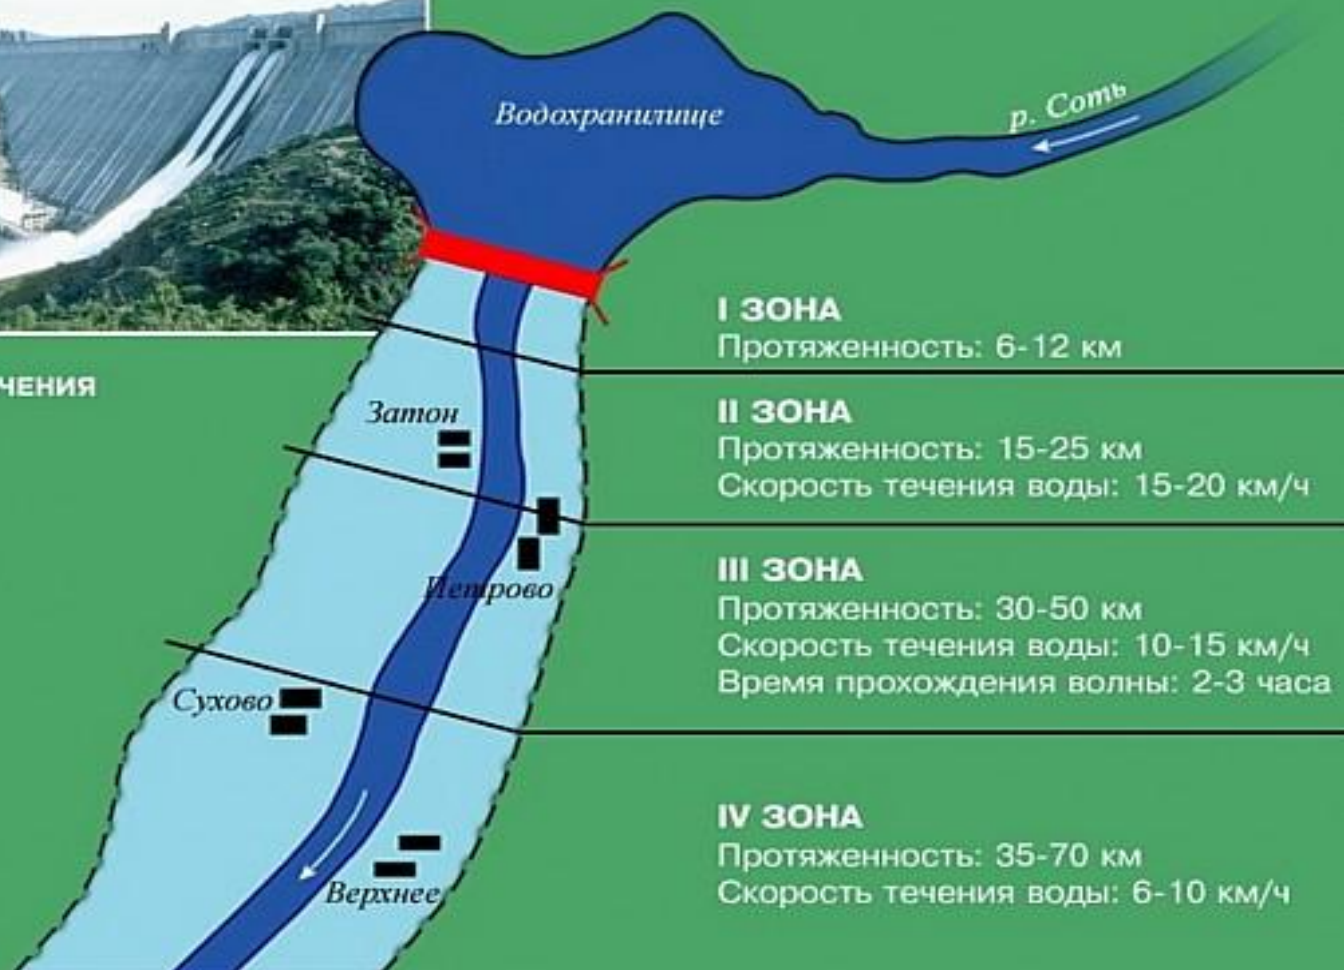 Водохранилище
р. Соть
I ЗОНА
Протяженность: 6-12 км
ЧЕНИЯ
II ЗОНА
Протяженность: 15-25 км
Скорость течения воды: 15-20 км/ч
Затон
III ЗОНА
Протяженность: 30-50 км
Скорость течения воды: 10-15 км/ч
Время прохождения волны: 2-3 часа
Петрово
Сухово
IV ЗОНА
Протяженность: 35-70 км
Скорость течения воды: 6-10 км/ч
Верхнее